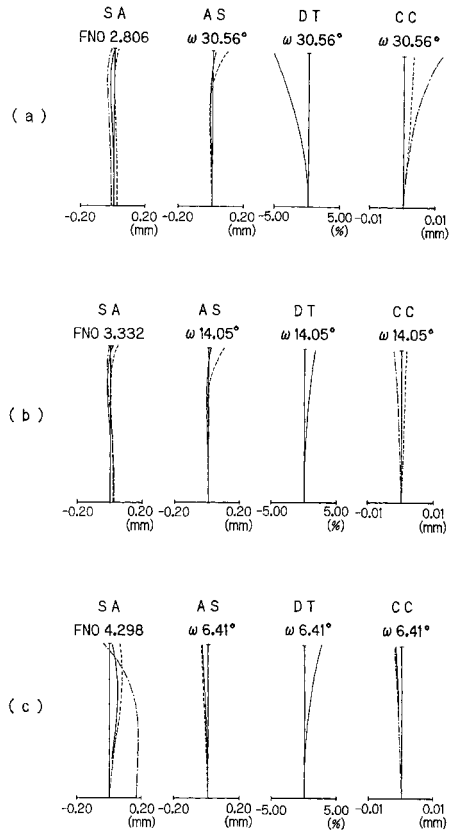 SA AS DT CC
FNO 2.806 ω 30.56° ω 30.56° ω 30.56°
(a)
-0.20 0.20 -0.20 0.20 -5.00 5.00 -0.01 0.01
(mm) (mm) (%) (mm)
SA AS DT CC
FNO 3.332 ω 14.05° ω 14.05° ω 14.05°
(b)
-0.20 0.20 -0.20 0.20 -5.00 5.00 -0.01 0.01
(mm) (mm) (%) (mm)
SA AS DT CC
FNO 4.298 ω 6.41° ω 6.41° ω 6.41°
(c)
-0.20 0.20 -0.20 0.20 -5.00 5.00 -0.01 0.01
(mm) (mm) (%) (mm)